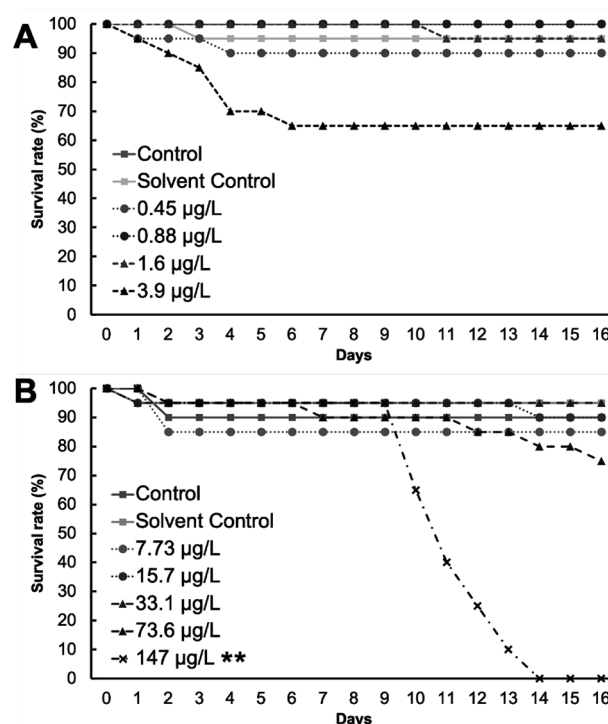 A
100
90
80
70
60
50
40
30
20
10
0
Survival rate (%)
Control
Solvent Control
0.45 µg/L
0.88 µg/L
1.6 µg/L
3.9 µg/L
0 1 2 3 4 5 6 7 8 9 10 11 12 13 14 15 16
Days
B
100
90
80
70
60
50
40
30
20
10
0
Survival rate (%)
Control
Solvent Control
7.73 µg/L
15.7 µg/L
33.1 µg/L
73.6 µg/L
147 µg/L **
0 1 2 3 4 5 6 7 8 9 10 11 12 13 14 15 16
Days